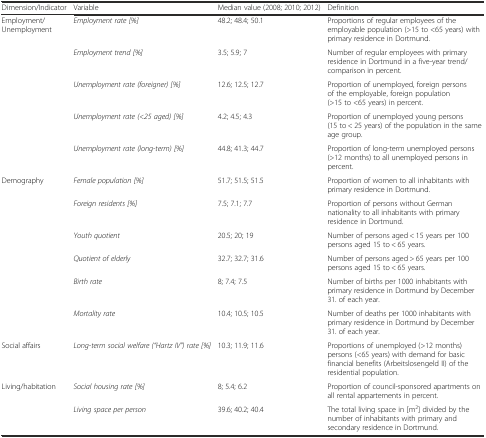 Dimension/Indicator Variable Median value (2008; 2010; 2012) Definition
Employment/ Employment rate [%] 48.2; 48.4; 50.1 Proportions of regular employees of the
Unemployment employable population (>15 to <65 years) with
primary residence in Dortmund.
Employment trend [%] 3.5; 5.9; 7 Number of regular employees with primary
residence in Dortmund in a five-year trend/
comparison in percent.
Unemployment rate (foreigner) [%] 12.6; 12.5; 12.7 Proportion of unemployed, foreign persons
of the employable, foreign population
(>15 to <65 years) in percent.
Unemployment rate (<25 aged) [%] 4.2; 4.5; 4.3 Proportion of unemployed young persons
(15 to < 25 years) of the population in the same
age group.
Unemployment rate (long-term) [%] 44.8; 41.3; 44.7 Proportion of long-term unemployed persons
(>12 months) to all unemployed persons in
percent.
Demography Female population [%] 51.7; 51.5; 51.5 Proportion of women to all inhabitants with
primary residence in Dortmund.
Foreign residents [%] 7.5; 7.1; 7.7 Proportion of persons without German
nationality to all inhabitants with primary
residence in Dortmund.
Youth quotient 20.5; 20; 19 Number of persons aged < 15 years per 100
persons aged 15 to < 65 years.
Quotient of elderly 32.7; 32.7; 31.6 Number of persons aged > 65 years per 100
persons aged 15 to < 65 years.
Birth rate 8; 7.4; 7.5 Number of births per 1000 inhabitants with
primary residence in Dortmund by December
31. of each year.
Mortality rate 10.4; 10.5; 10.5 Number of deaths per 1000 inhabitants with
primary residence in Dortmund by December
31. of each year.
Social affairs Long-term social welfare ("Hartz IV") rate [%] 10.3; 11.9; 11.6 Proportions of unemployed (>12 months)
persons (<65 years) with demand for basic
financial benefits (Arbeitslosengeld II) of the
residential population.
Living/habitation Social housing rate [%] 8; 5.4; 6.2 Proportion of council-sponsored apartments on
all rental appartements in percent.
Living space per person 39.6; 40.2; 40.4 The total living space in [m²] divided by the
number of inhabitants with primary and
secondary residence in Dortmund.